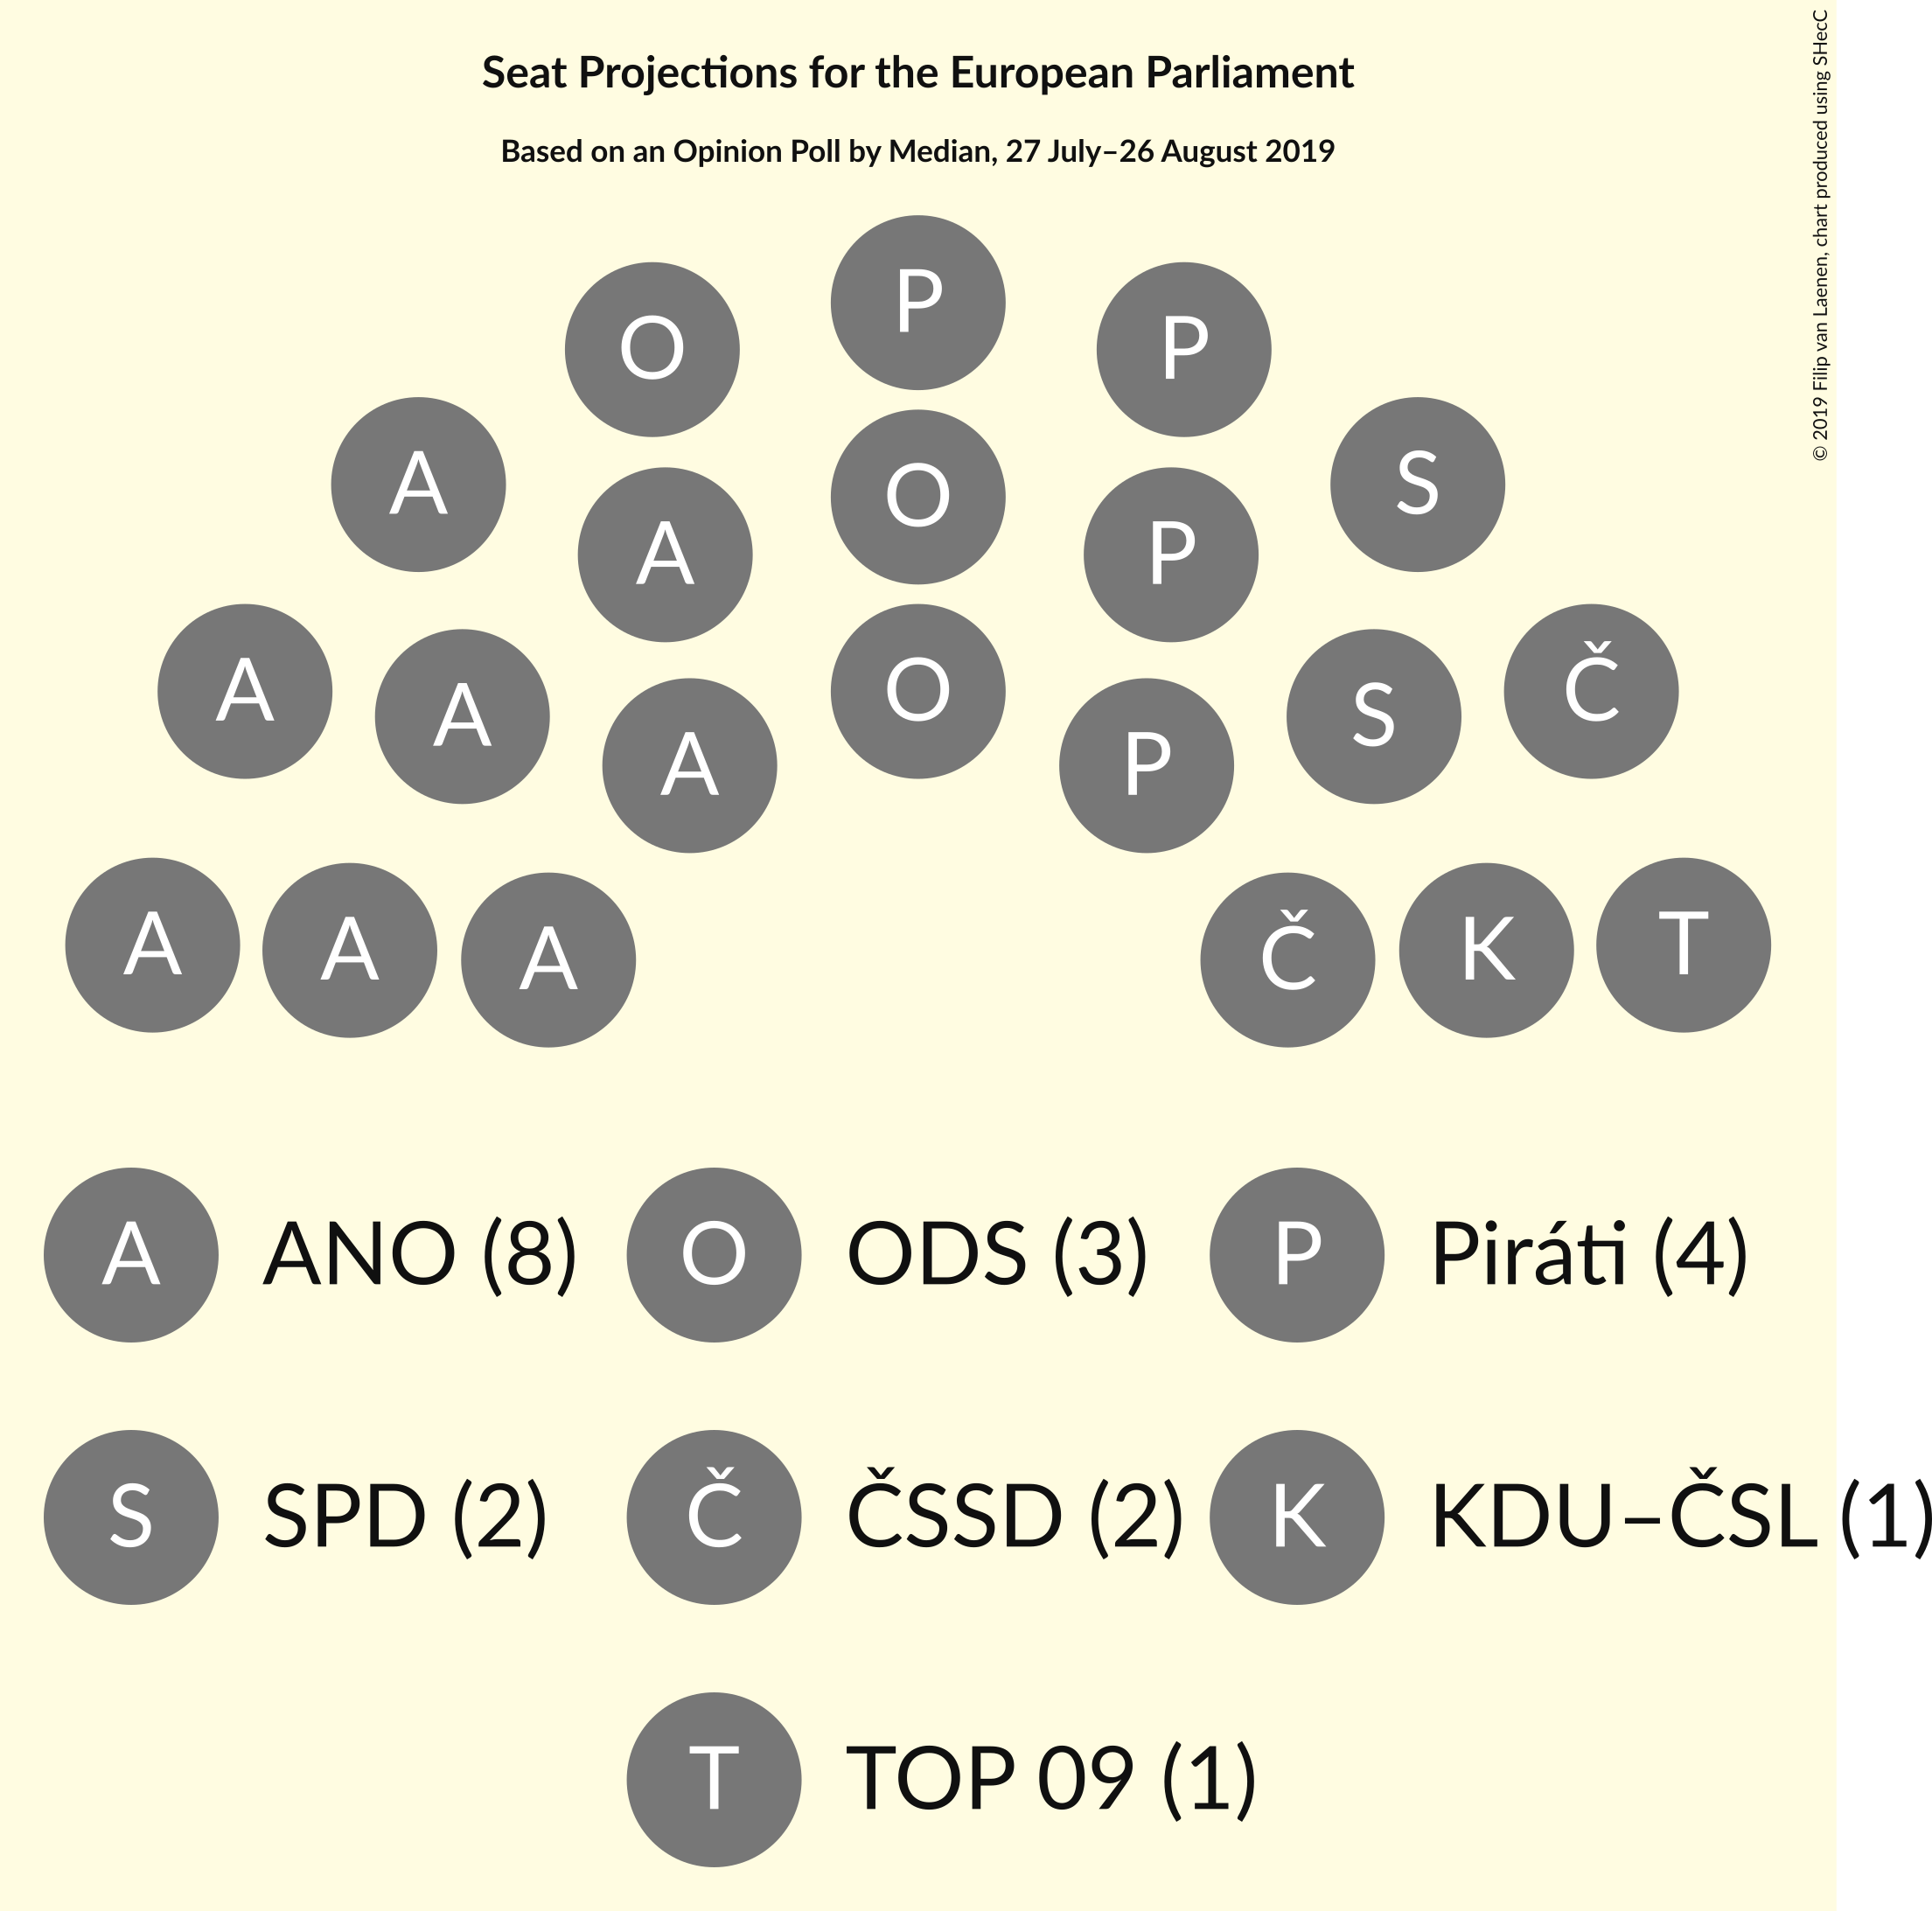 Seat Projections for the European Parliament
Based on an Opinion Poll by Median, 27 July–26 August 2019
© 2019 Filip van Laenen, chart produced using SHecC
P
O P
A S
O
A P
A O Č
A S
A P
A T
A K
A Č
A ANO (8) O ODS (3) P Piráti (4)
S SPD (2) Č ČSSD (2) K KDU–ČSL (1)
T TOP 09 (1)